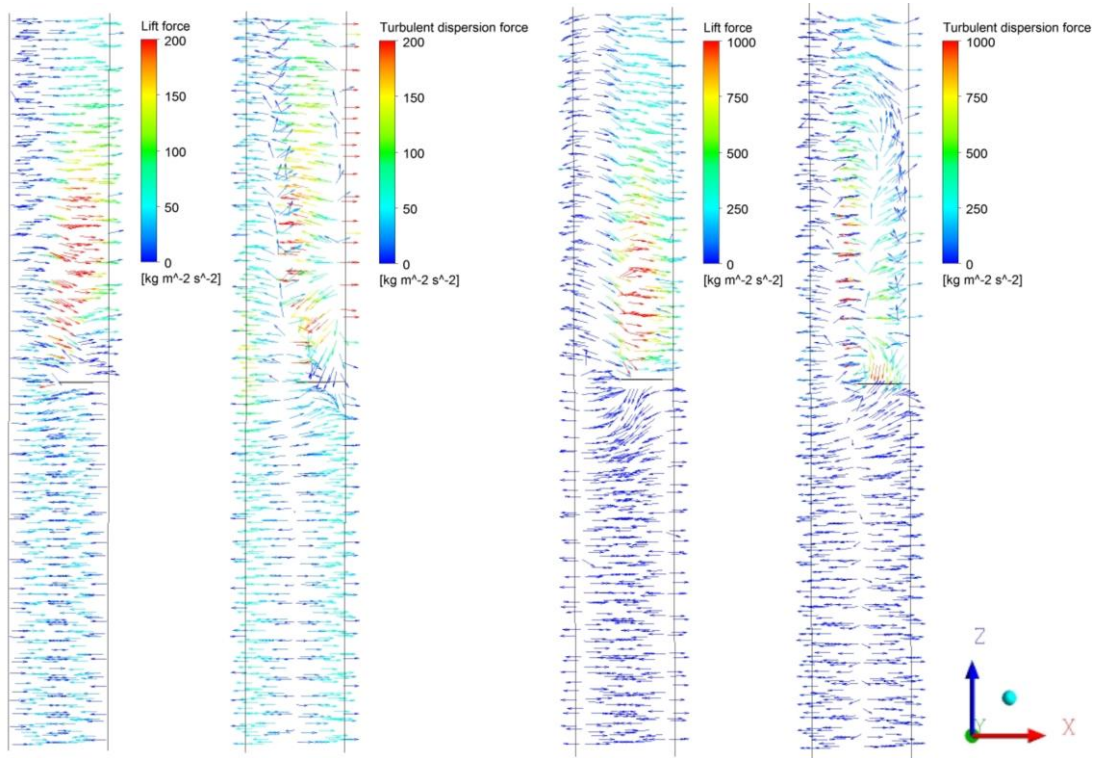 Lift force
200
150
100
50
0
[kg m^-2 s^-2]
Turbulent dispersion force
200
150
100
50
0
[kg m^-2 s^-2]
Lift force
1000
750
500
250
0
[kg m^-2 s^-2]
Turbulent dispersion force
1000
750
500
250
0
[kg m^-2 s^-2]
Z
Y
X